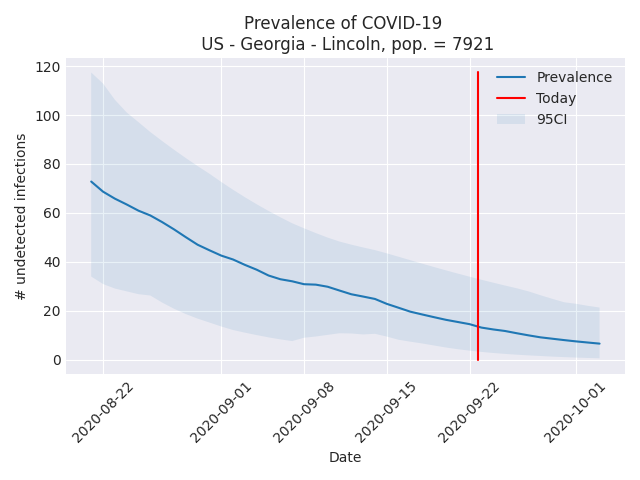 Prevalence of COVID-19
US - Georgia - Lincoln, pop. = 7921
# undetected infections
120
100
80
60
40
20
0
Prevalence
Today
95CI
2020-08-22
2020-09-01
2020-09-08
2020-09-15
2020-09-22
2020-10-01
Date